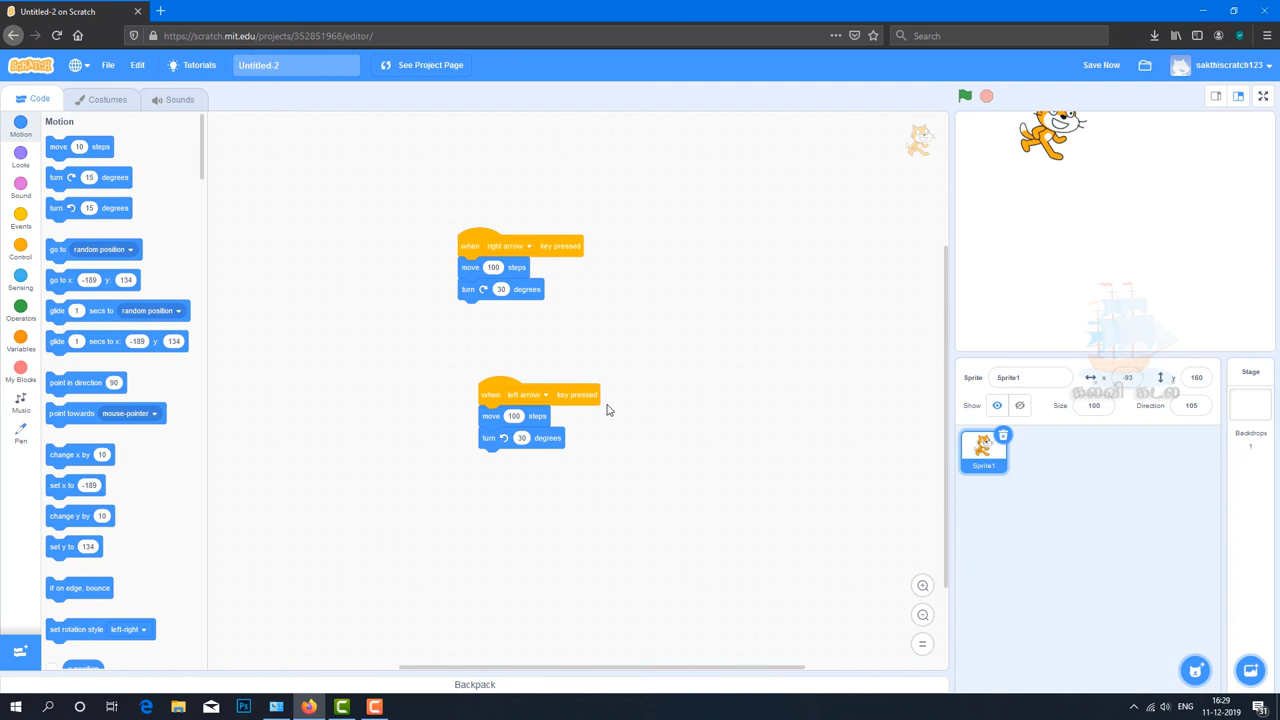 Untitled-2 on Scratch
https://scratch.mit.edu/projects/352851968/editor/
Search
SCRATCH
File
Edit
Tutorials
Untitled-2
See Project Page
Save Now
sakthiscratch123
Code
Costumes
Sounds
Motion
Looks
Sound
Events
Control
Sensing
Operators
Variables
My Blocks
Music
Pen
Motion
move 10 steps
turn 15 degrees
turn 15 degrees
go to random position
go to x: -189 y: 134
glide 1 secs to random position
glide 1 secs to x: -189 y: 134
point in direction 90
point towards mouse-pointer
change x by 10
set x to -189
change y by 10
set y to 134
if on edge, bounce
set rotation style left-right
when right arrow key pressed
move 100 steps
turn 30 degrees
when left arrow key pressed
move 100 steps
turn 30 degrees
Backpack
Sprite Sprite1 x -93 y 160
கல்வி கடல்
Show Size 100 Direction 105
Sprite1
Stage
Backdrops
1
16:29
11-12-2019